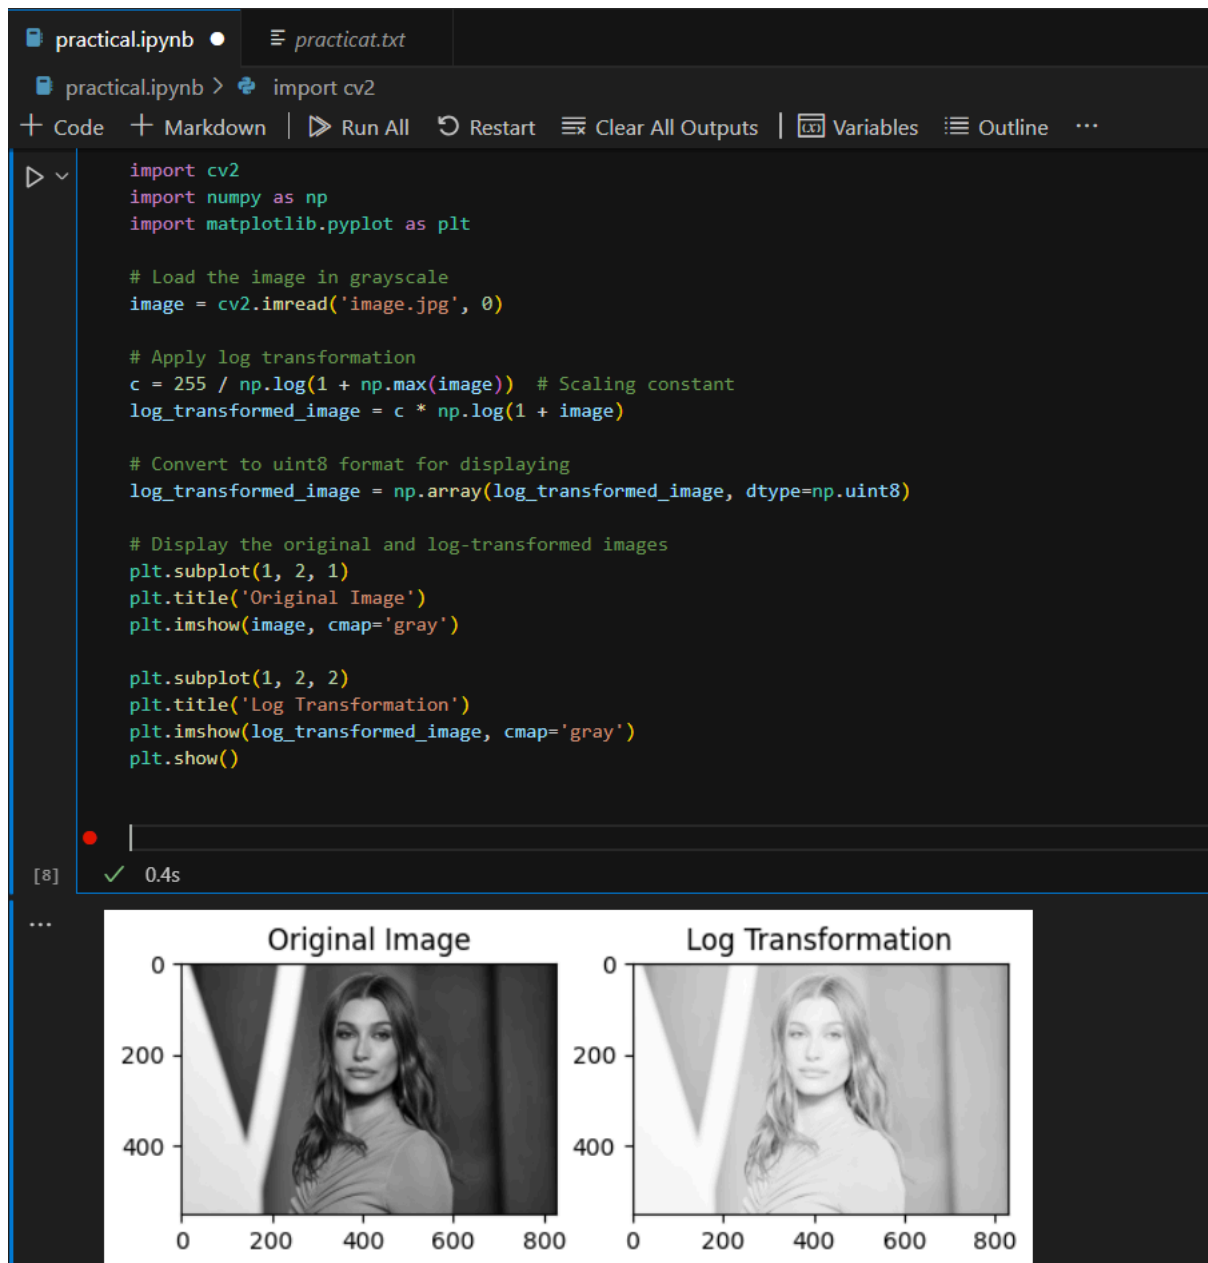 practical.ipynb ●
practicat.txt
practical.ipynb > import cv2
+ Code + Markdown | Run All Restart Clear All Outputs | Variables Outline ...
import cv2
import numpy as np
import matplotlib.pyplot as plt
# Load the image in grayscale
image = cv2.imread('image.jpg', 0)
# Apply log transformation
c = 255 / np.log(1 + np.max(image))  # Scaling constant
log_transformed_image = c * np.log(1 + image)
# Convert to uint8 format for displaying
log_transformed_image = np.array(log_transformed_image, dtype=np.uint8)
# Display the original and log-transformed images
plt.subplot(1, 2, 1)
plt.title('Original Image')
plt.imshow(image, cmap='gray')
plt.subplot(1, 2, 2)
plt.title('Log Transformation')
plt.imshow(log_transformed_image, cmap='gray')
plt.show()
[8] ✓ 0.4s
...
Original Image
0
200
400
0 200 400 600 800
Log Transformation
0
200
400
0 200 400 600 800